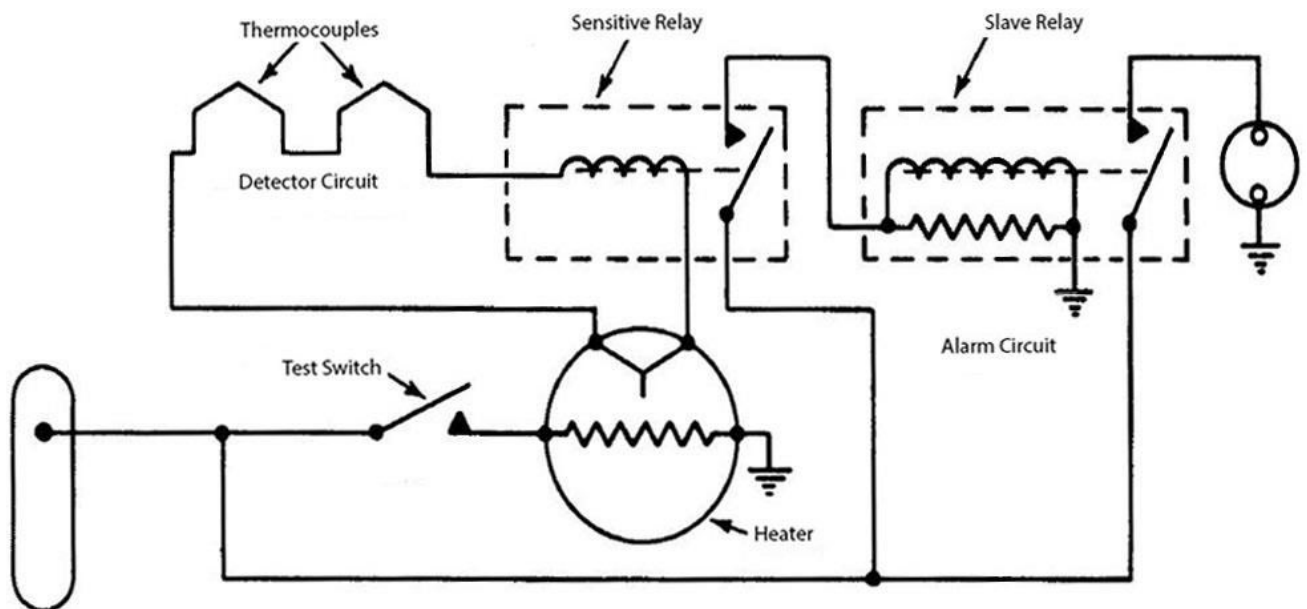 Thermocouples
Sensitive Relay
Slave Relay
Detector Circuit
Alarm Circuit
Test Switch
Heater